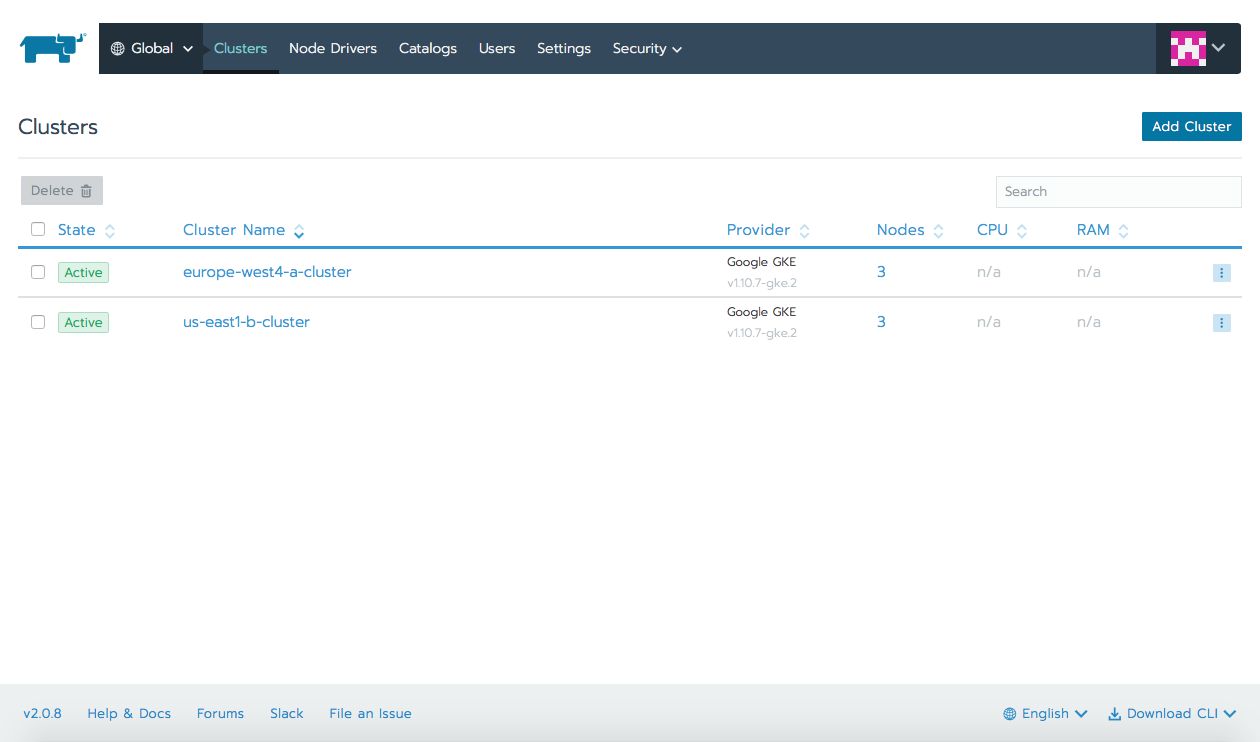 Global Clusters Node Drivers Catalogs Users Settings Security
Clusters
Add Cluster
Delete
Search
State Cluster Name Provider Nodes CPU RAM
Active europe-west4-a-cluster Google GKE 3 n/a n/a
v1.10.7-gke.2
Active us-east1-b-cluster Google GKE 3 n/a n/a
v1.10.7-gke.2
v2.0.8 Help & Docs Forums Slack File an Issue English Download CLI